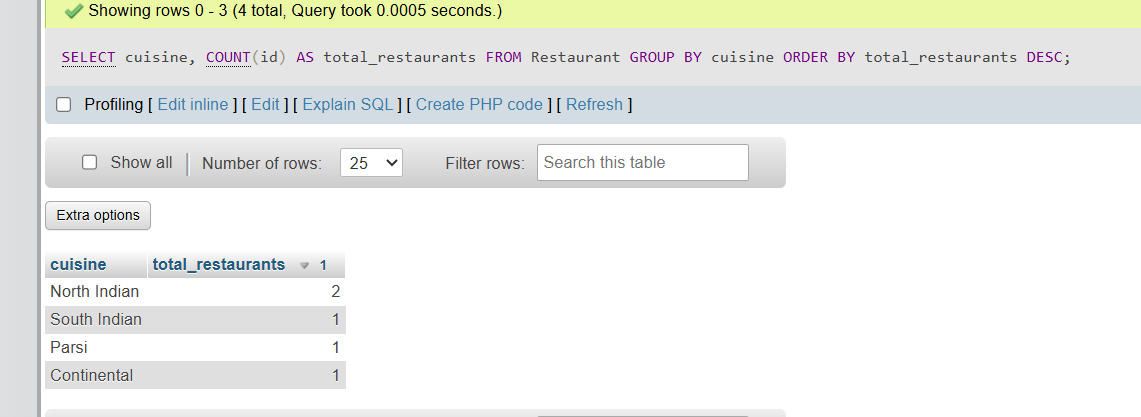 Showing rows 0 - 3 (4 total, Query took 0.0005 seconds.)
SELECT cuisine, COUNT(id) AS total_restaurants FROM Restaurant GROUP BY cuisine ORDER BY total_restaurants DESC;
Profiling [ Edit inline ] [ Edit ] [ Explain SQL ] [ Create PHP code ] [ Refresh ]
Show all Number of rows: 25 Filter rows: Search this table
Extra options
cuisine total_restaurants 1
North Indian 2
South Indian 1
Parsi 1
Continental 1